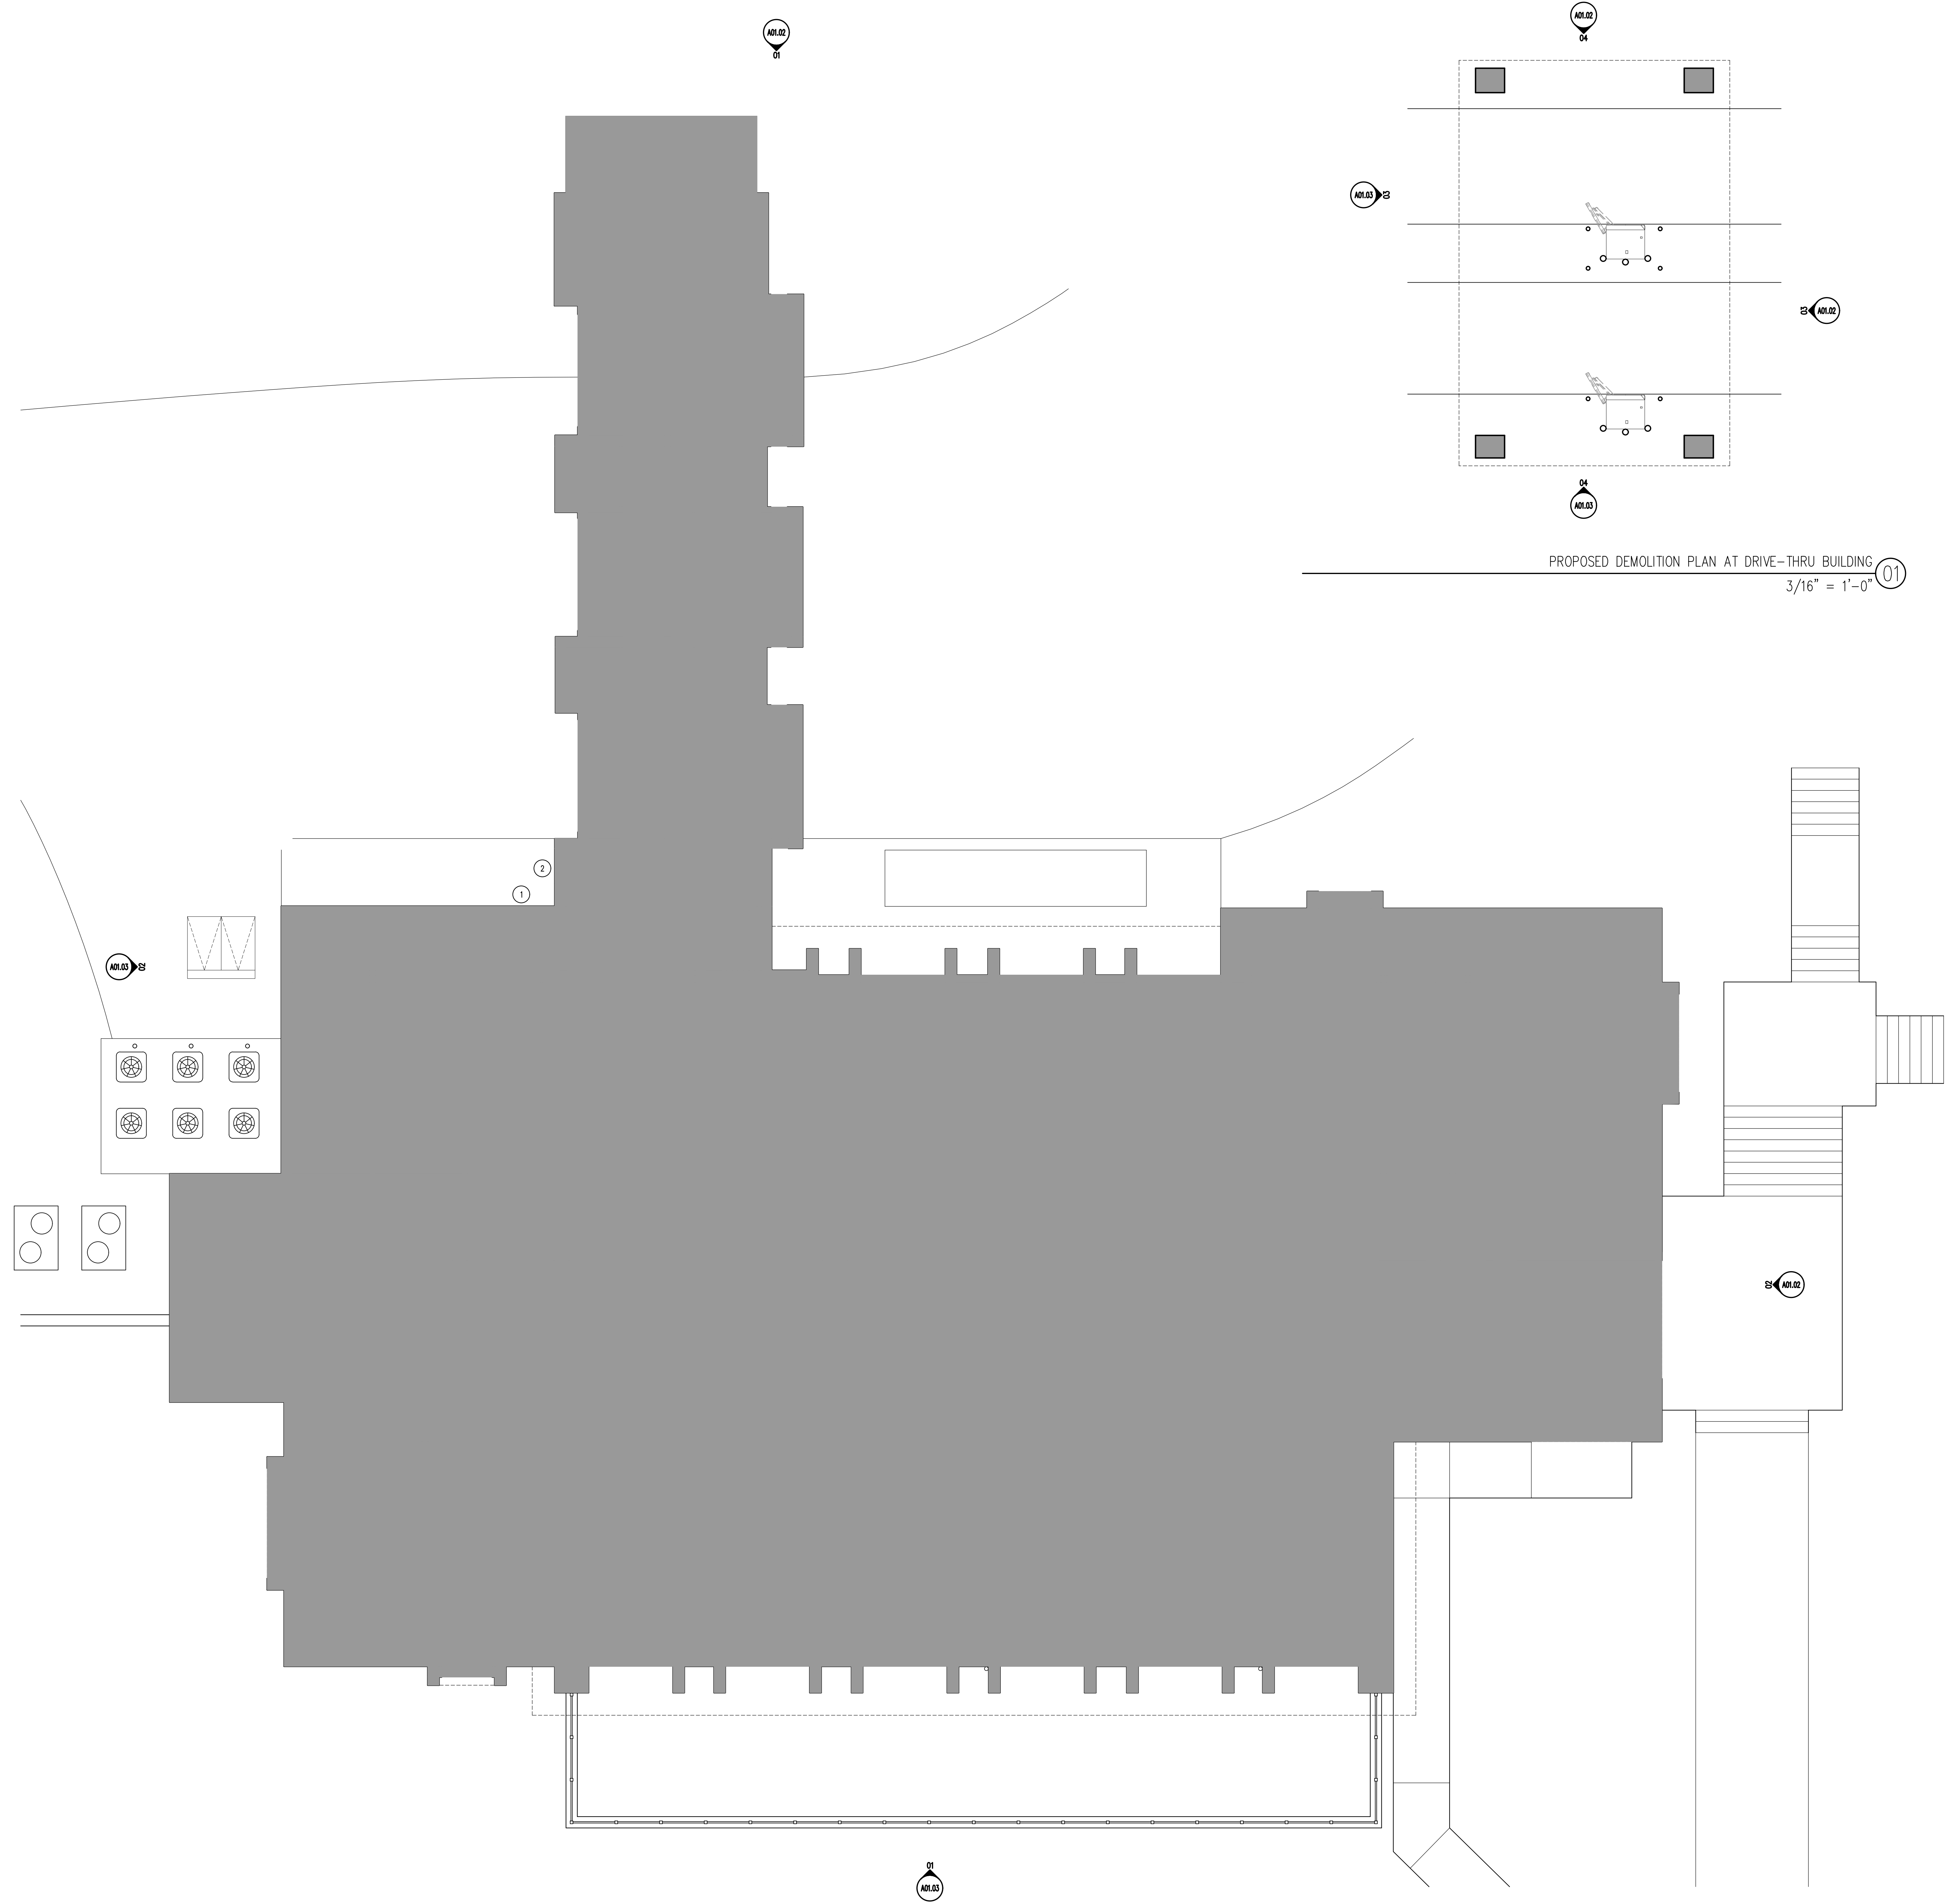 A01.02
01
A01.02
04
A01.03
03
03
A01.02
04
A01.03
PROPOSED DEMOLITION PLAN AT DRIVE-THRU BUILDING
01
3/16" = 1'-0"
2
1
A01.03
02
02
A01.02
01
A01.03